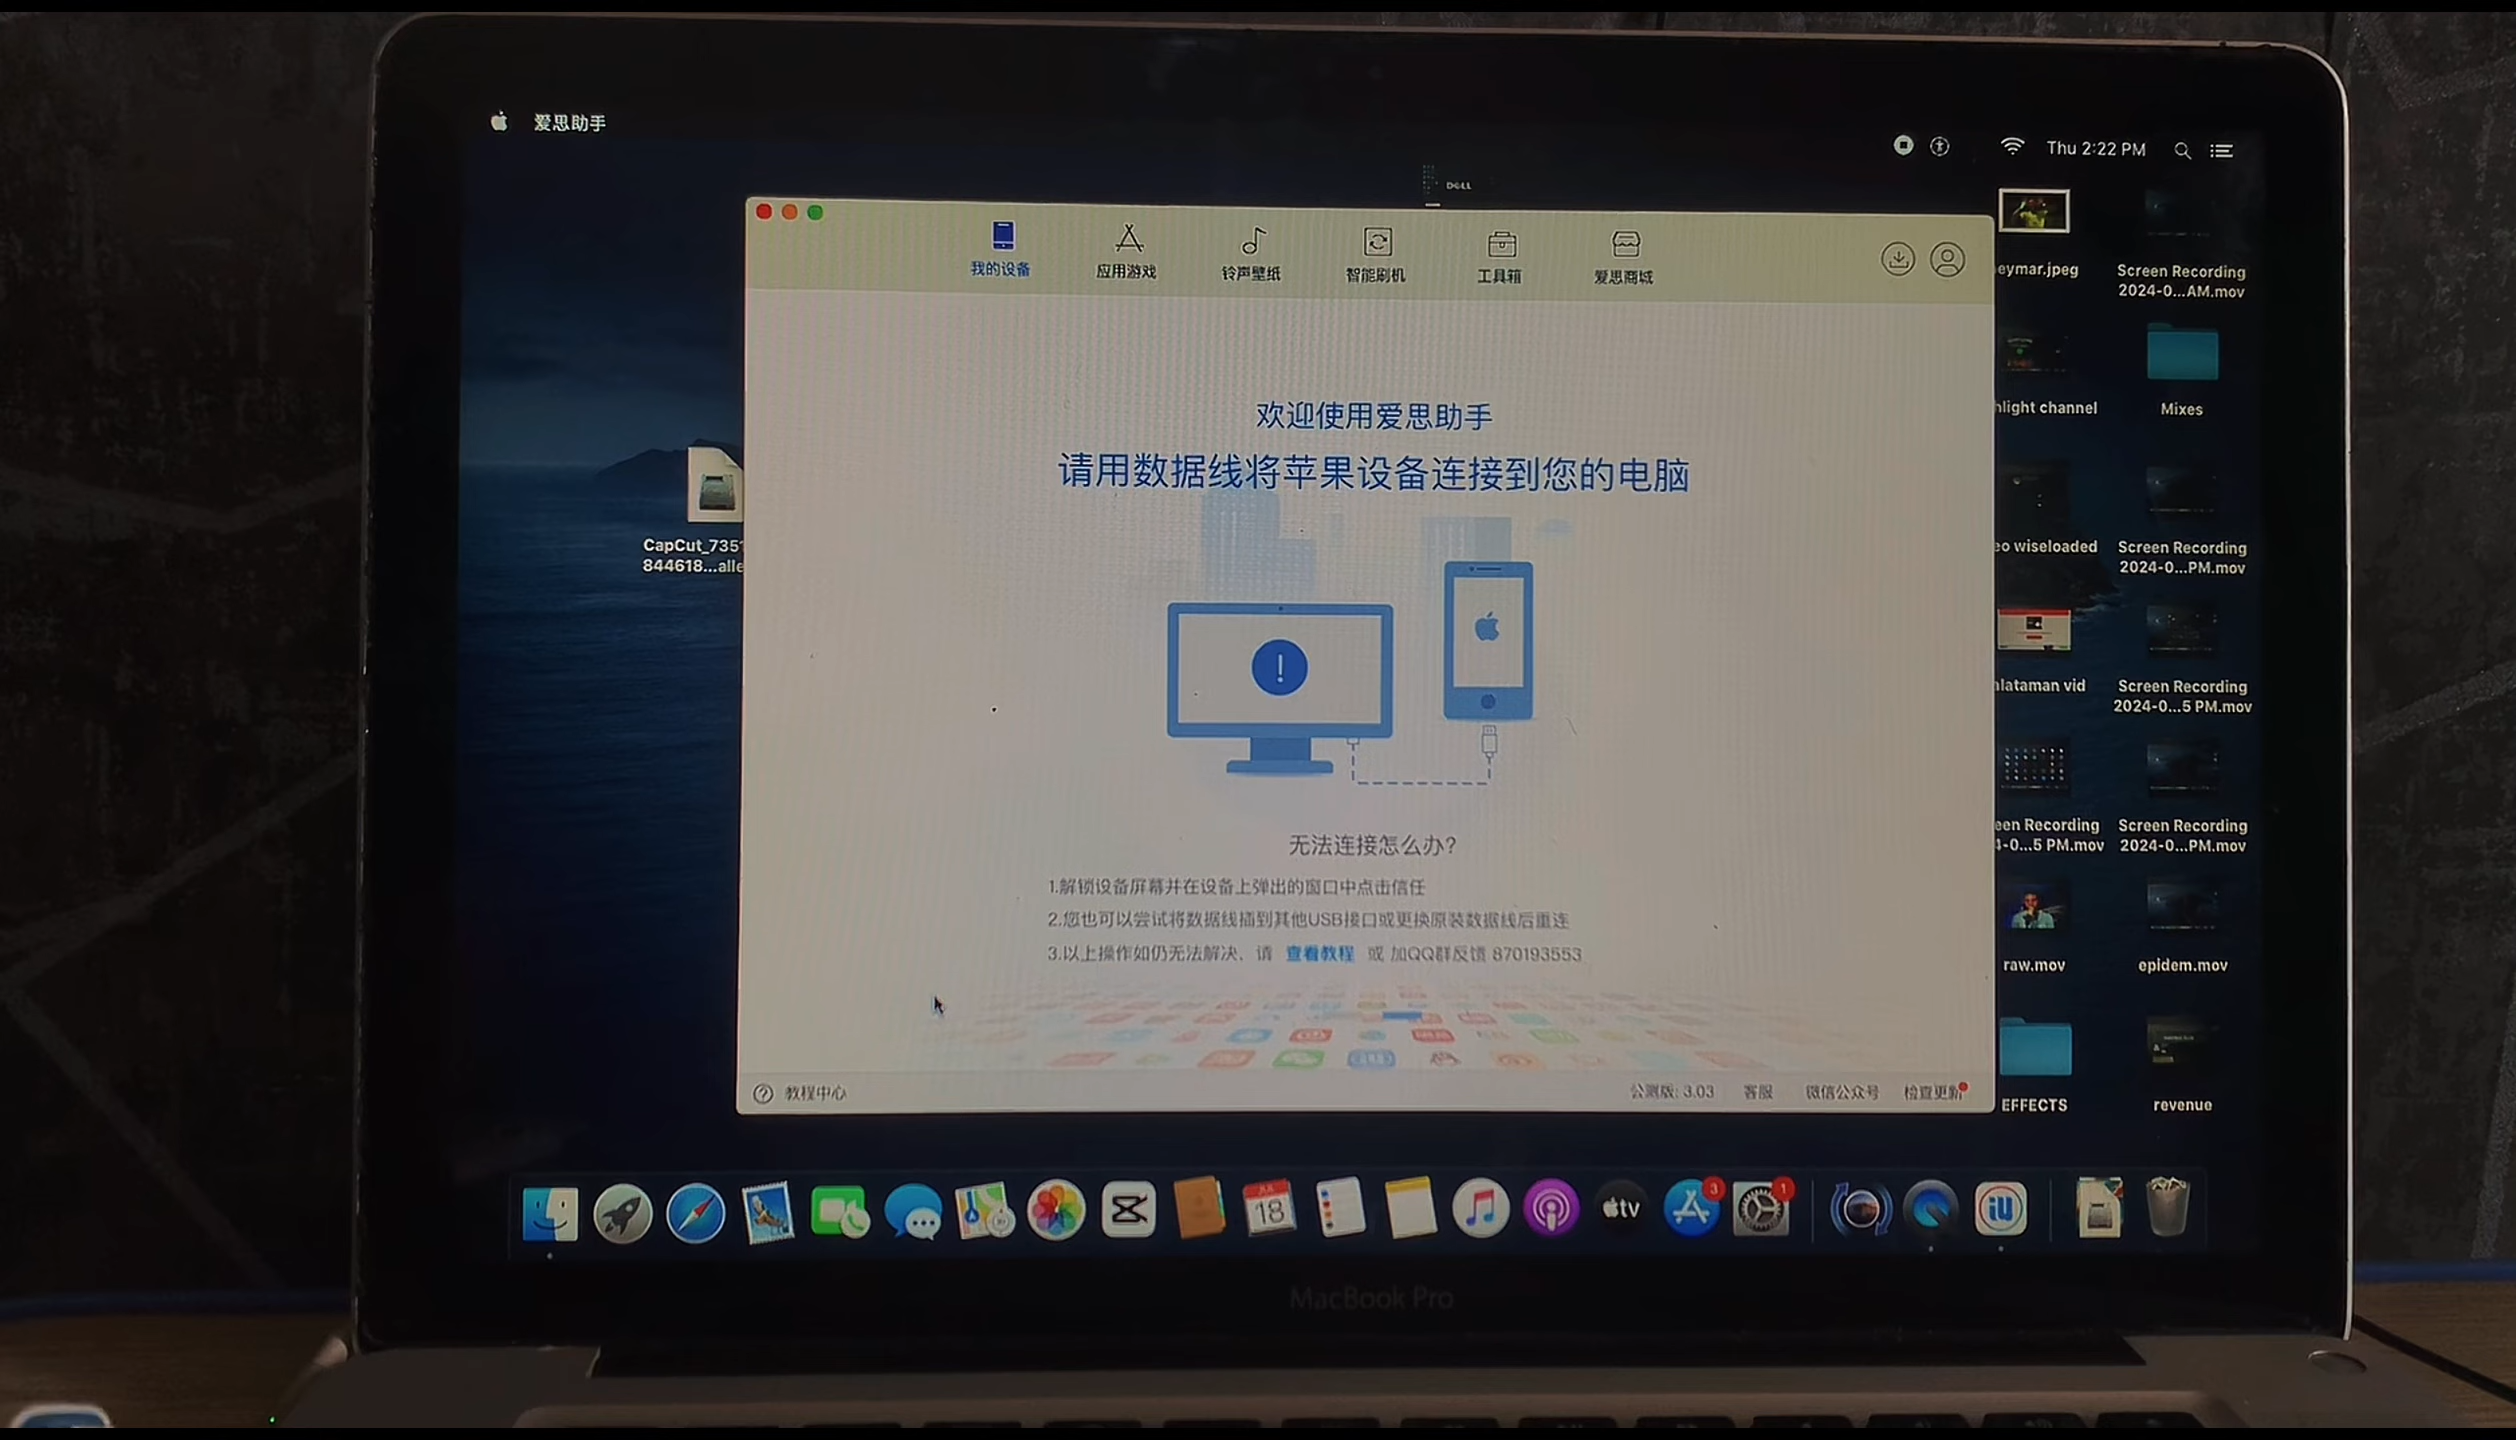 爱思助手
Thu 2:22 PM
DELL
我的设备
应用游戏
铃声壁纸
智能刷机
工具箱
爱思商城
eymar.jpeg
Screen Recording
2024-0...AM.mov
欢迎使用爱思助手
请用数据线将苹果设备连接到您的电脑
hlight channel
Mixes
CapCut_735
844618...alle
eo wiseloaded
Screen Recording
2024-0...PM.mov
lataman vid
Screen Recording
2024-0...5 PM.mov
无法连接怎么办?
1.解锁设备屏幕并在设备上弹出的窗口中点击信任
2.您也可以尝试将数据线插到其他USB接口或更换原装数据线后重连
3.以上操作如仍无法解决、请 查看教程 或 加QQ群反馈 870193553
een Recording
4-0...5 PM.mov
Screen Recording
2024-0...PM.mov
raw.mov
epidem.mov
教程中心
公测版: 3.03
客服
微信公众号
检查更新
EFFECTS
revenue
18
tv
3
1
iU
MacBook Pro